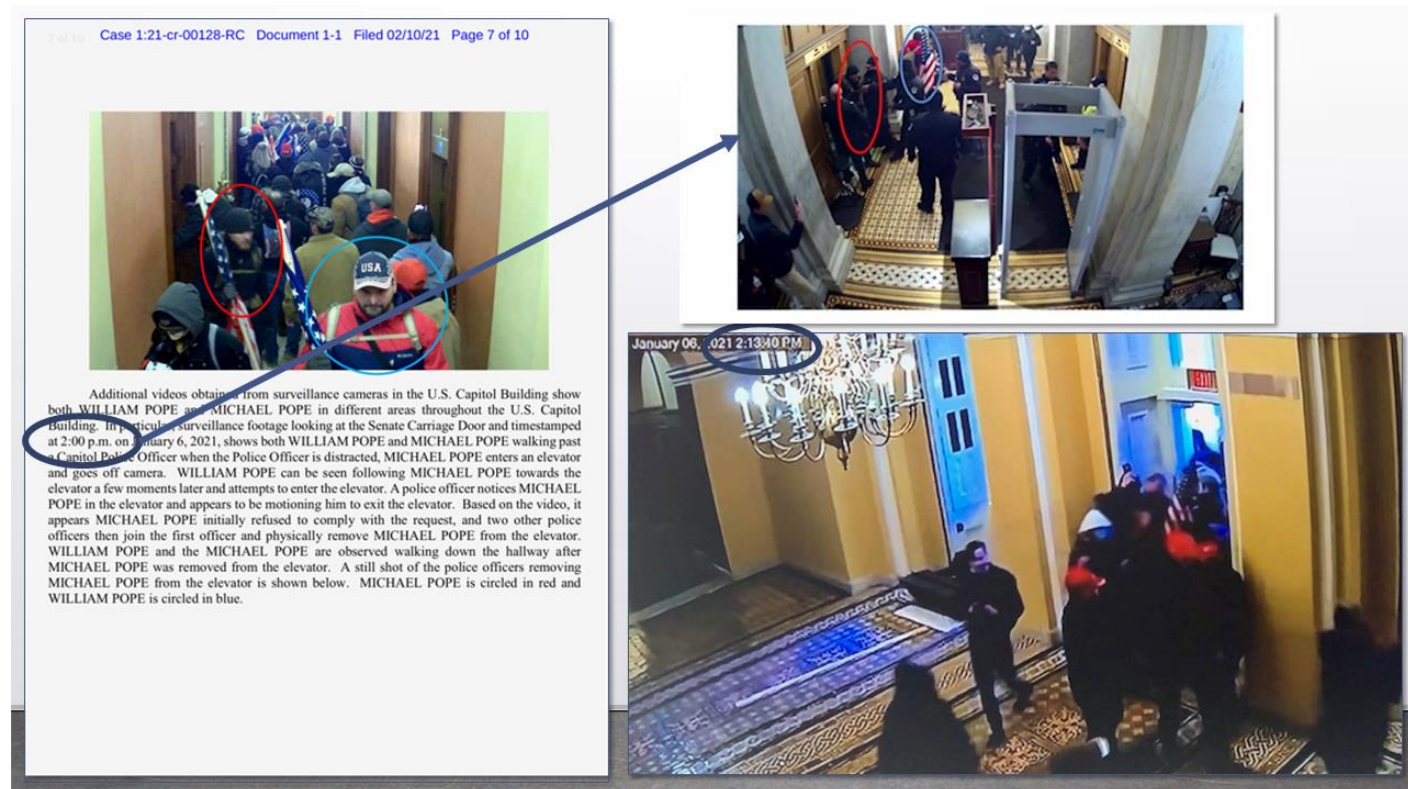 7 of 10 Case 1:21-cr-00128-RC Document 1-1 Filed 02/10/21 Page 7 of 10
USA
Additional videos obtained from surveillance cameras in the U.S. Capitol Building show
both WILLIAM POPE and MICHAEL POPE in different areas throughout the U.S. Capitol
Building. In particular, surveillance footage looking at the Senate Carriage Door and timestamped
at 2:00 p.m. on January 6, 2021, shows both WILLIAM POPE and MICHAEL POPE walking past
a Capitol Police Officer when the Police Officer is distracted, MICHAEL POPE enters an elevator
and goes off camera. WILLIAM POPE can be seen following MICHAEL POPE towards the
elevator a few moments later and attempts to enter the elevator. A police officer notices MICHAEL
POPE in the elevator and appears to be motioning him to exit the elevator. Based on the video, it
appears MICHAEL POPE initially refused to comply with the request, and two other police
officers then join the first officer and physically remove MICHAEL POPE from the elevator.
WILLIAM POPE and the MICHAEL POPE are observed walking down the hallway after
MICHAEL POPE was removed from the elevator. A still shot of the police officers removing
MICHAEL POPE from the elevator is shown below. MICHAEL POPE is circled in red and
WILLIAM POPE is circled in blue.
January 06, 2021 2:13:40 PM
EXIT